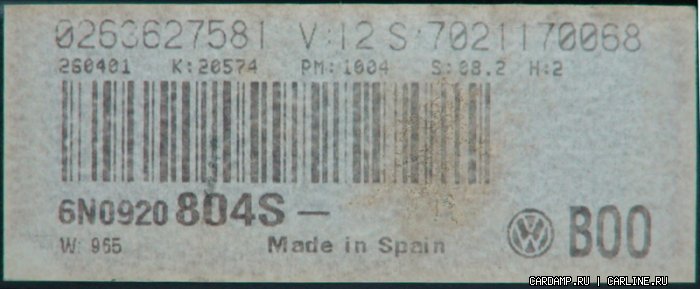 0263627581 V:12 S:7021170068
260401 K:20574 PM:1004 S:08.2 H:2
6N0920 804S - B00
W: 965 Made in Spain
CARDAMP.RU | CARLINE.RU